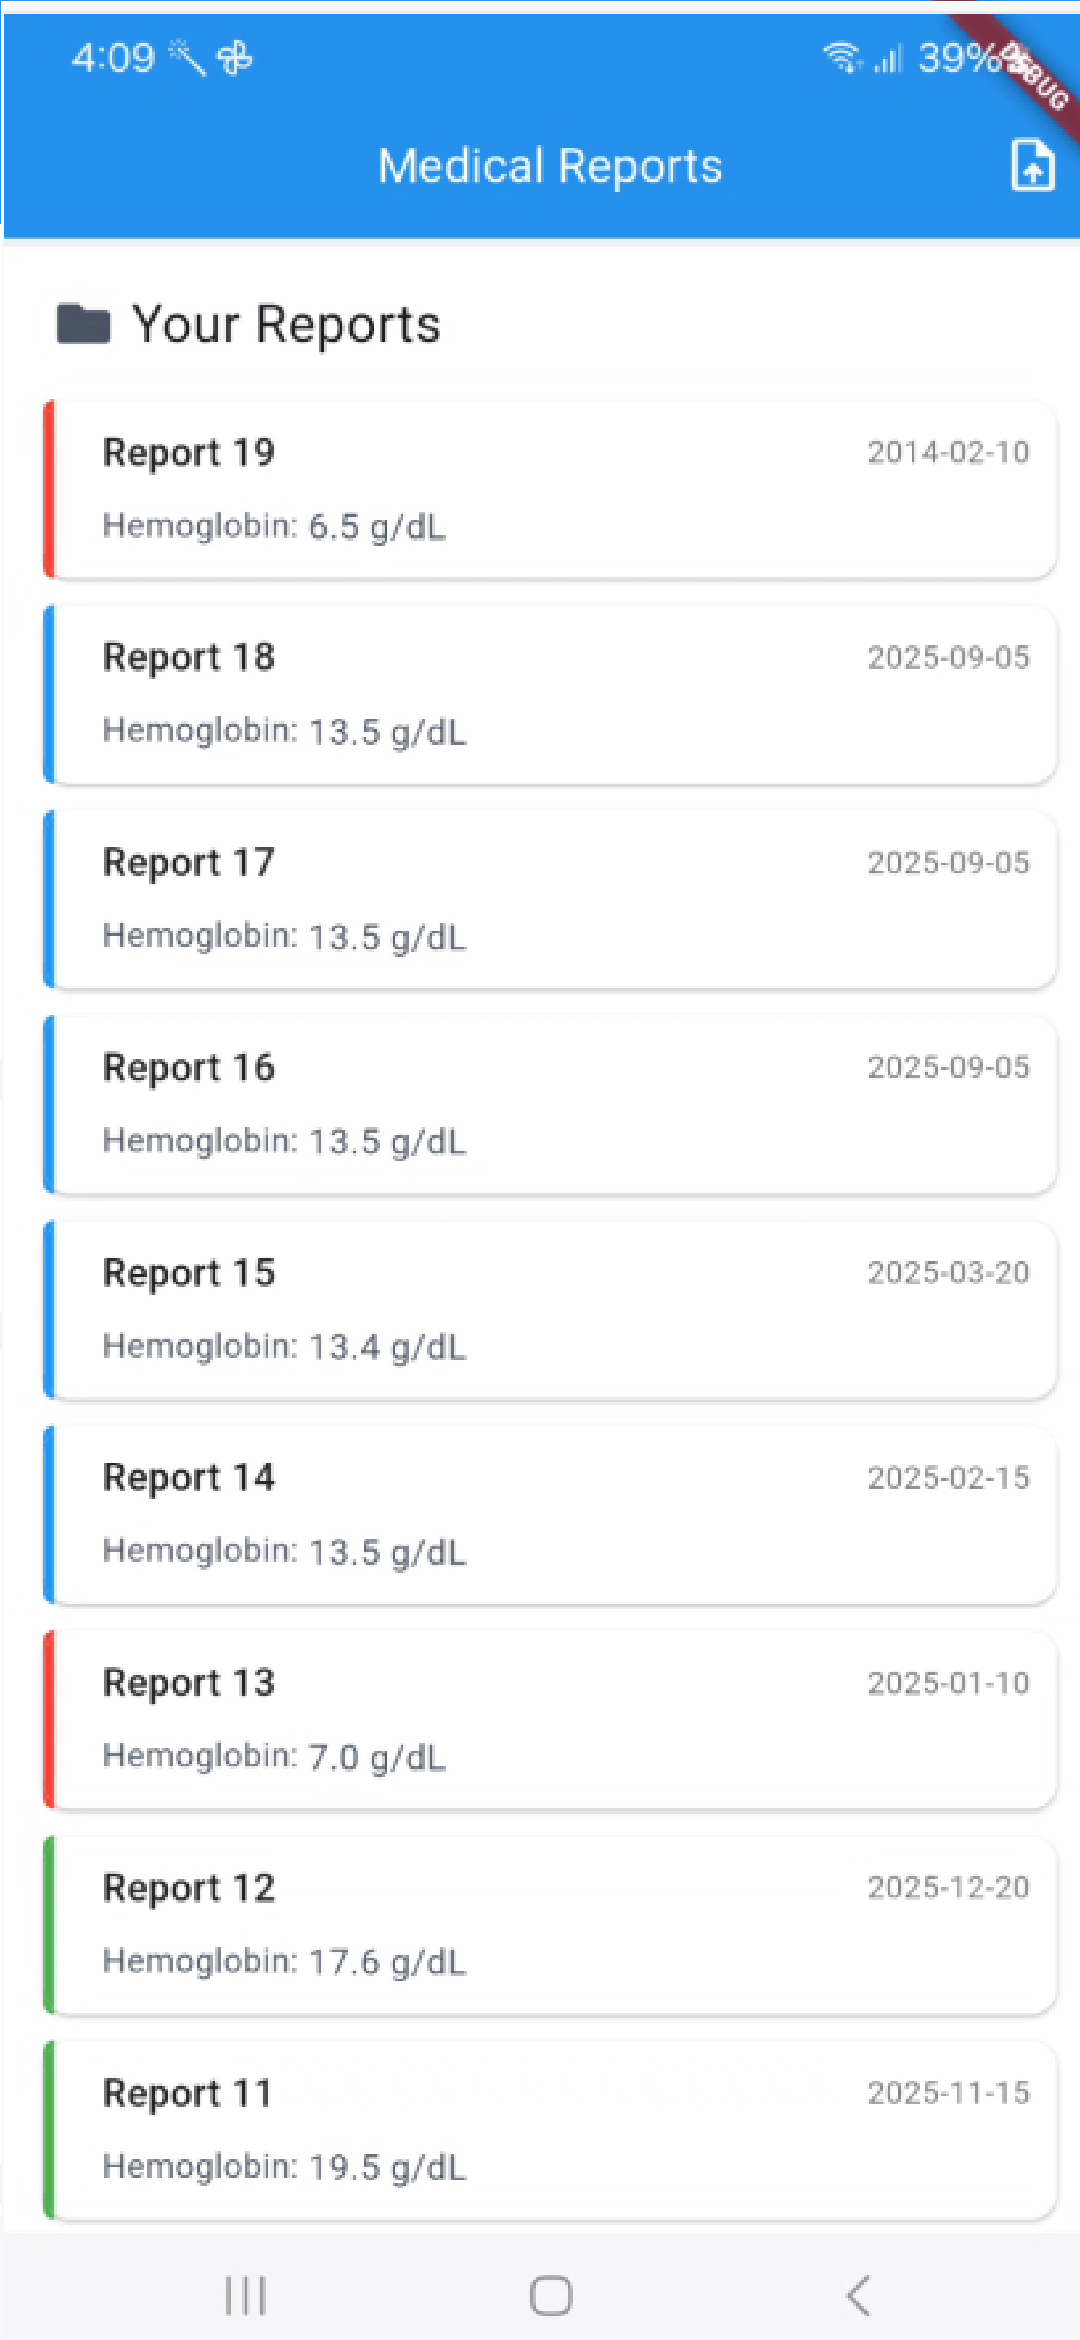 4:09 39%
DEBUG
Medical Reports
Your Reports
Report 19 2014-02-10
Hemoglobin: 6.5 g/dL
Report 18 2025-09-05
Hemoglobin: 13.5 g/dL
Report 17 2025-09-05
Hemoglobin: 13.5 g/dL
Report 16 2025-09-05
Hemoglobin: 13.5 g/dL
Report 15 2025-03-20
Hemoglobin: 13.4 g/dL
Report 14 2025-02-15
Hemoglobin: 13.5 g/dL
Report 13 2025-01-10
Hemoglobin: 7.0 g/dL
Report 12 2025-12-20
Hemoglobin: 17.6 g/dL
Report 11 2025-11-15
Hemoglobin: 19.5 g/dL